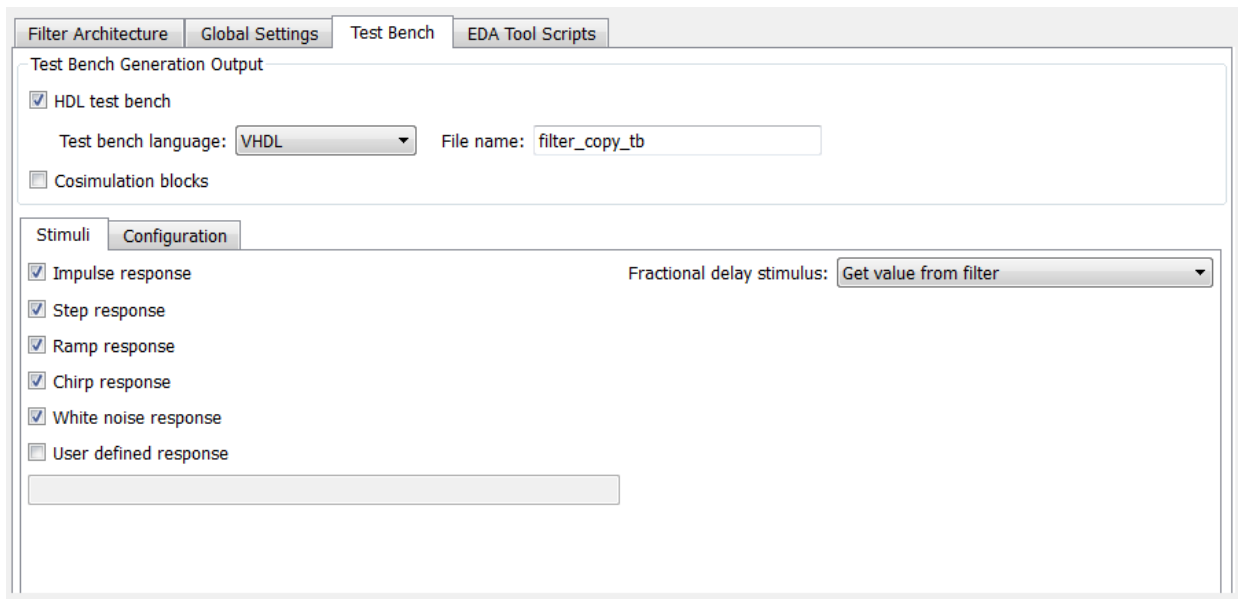 Filter Architecture Global Settings Test Bench EDA Tool Scripts
Test Bench Generation Output
HDL test bench
Test bench language: VHDL File name: filter_copy_tb
Cosimulation blocks
Stimuli Configuration
Impulse response Fractional delay stimulus: Get value from filter
Step response
Ramp response
Chirp response
White noise response
User defined response